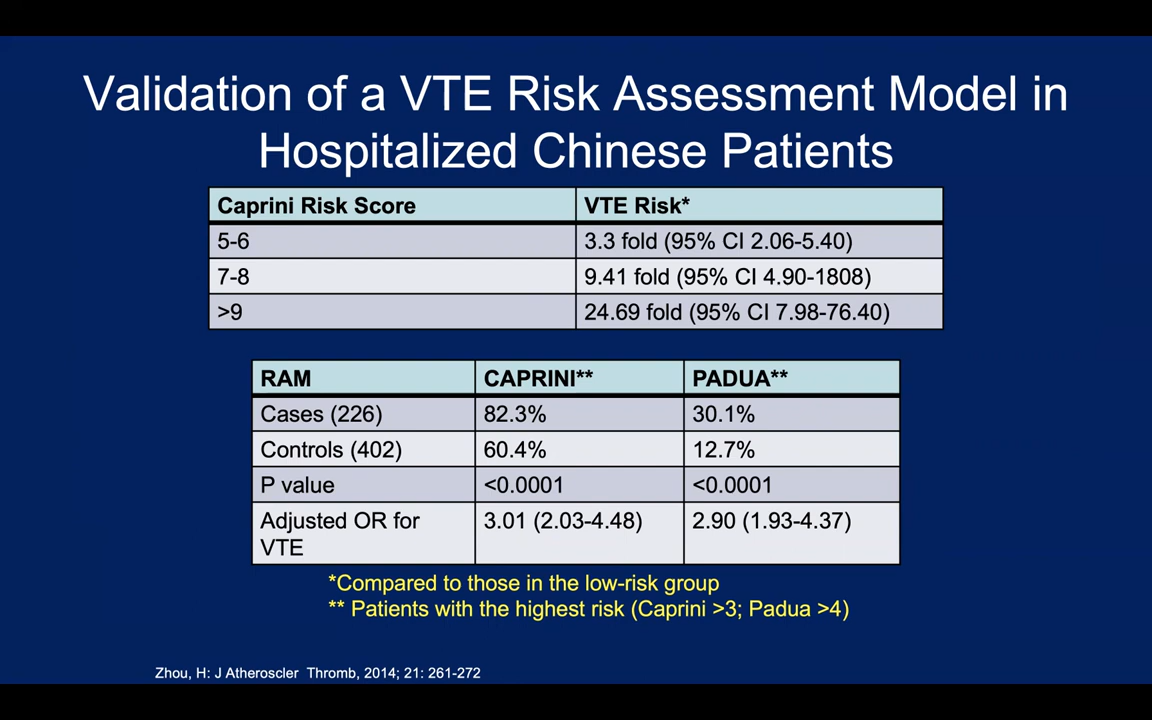 Validation of a VTE Risk Assessment Model in
Hospitalized Chinese Patients
Caprini Risk Score VTE Risk*
5-6 3.3 fold (95% CI 2.06-5.40)
7-8 9.41 fold (95% CI 4.90-1808)
>9 24.69 fold (95% CI 7.98-76.40)
RAM CAPRINI** PADUA**
Cases (226) 82.3% 30.1%
Controls (402) 60.4% 12.7%
P value <0.0001 <0.0001
Adjusted OR for 3.01 (2.03-4.48) 2.90 (1.93-4.37)
VTE
*Compared to those in the low-risk group
** Patients with the highest risk (Caprini >3; Padua >4)
Zhou, H: J Atheroscler Thromb, 2014; 21: 261-272